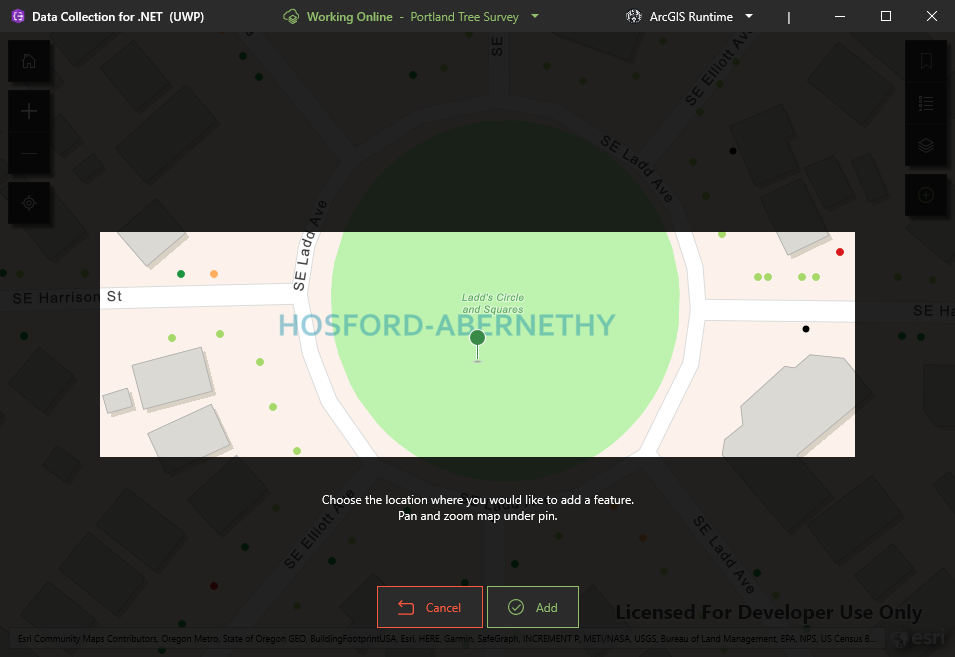 Data Collection for .NET (UWP)
Working Online - Portland Tree Survey
ArcGIS Runtime
SE
SE Elliott Ave
SE Ladd Ave
SE Ladd Ave
SE Harrison St
SE Ha
Ladd's Circle
and Squares
HOSFORD-ABERNETHY
Choose the location where you would like to add a feature.
Pan and zoom map under pin.
SE Elliott A
SE Ladd Ave
Cancel
Add
Licensed For Developer Use Only
Esri Community Maps Contributors, Oregon Metro, State of Oregon GEO, BuildingFootprintUSA, Esri, HERE, Garmin, SafeGraph, INCREMENT P, METI/NASA, USGS, Bureau of Land Management, EPA, NPS, US Census B...
esri